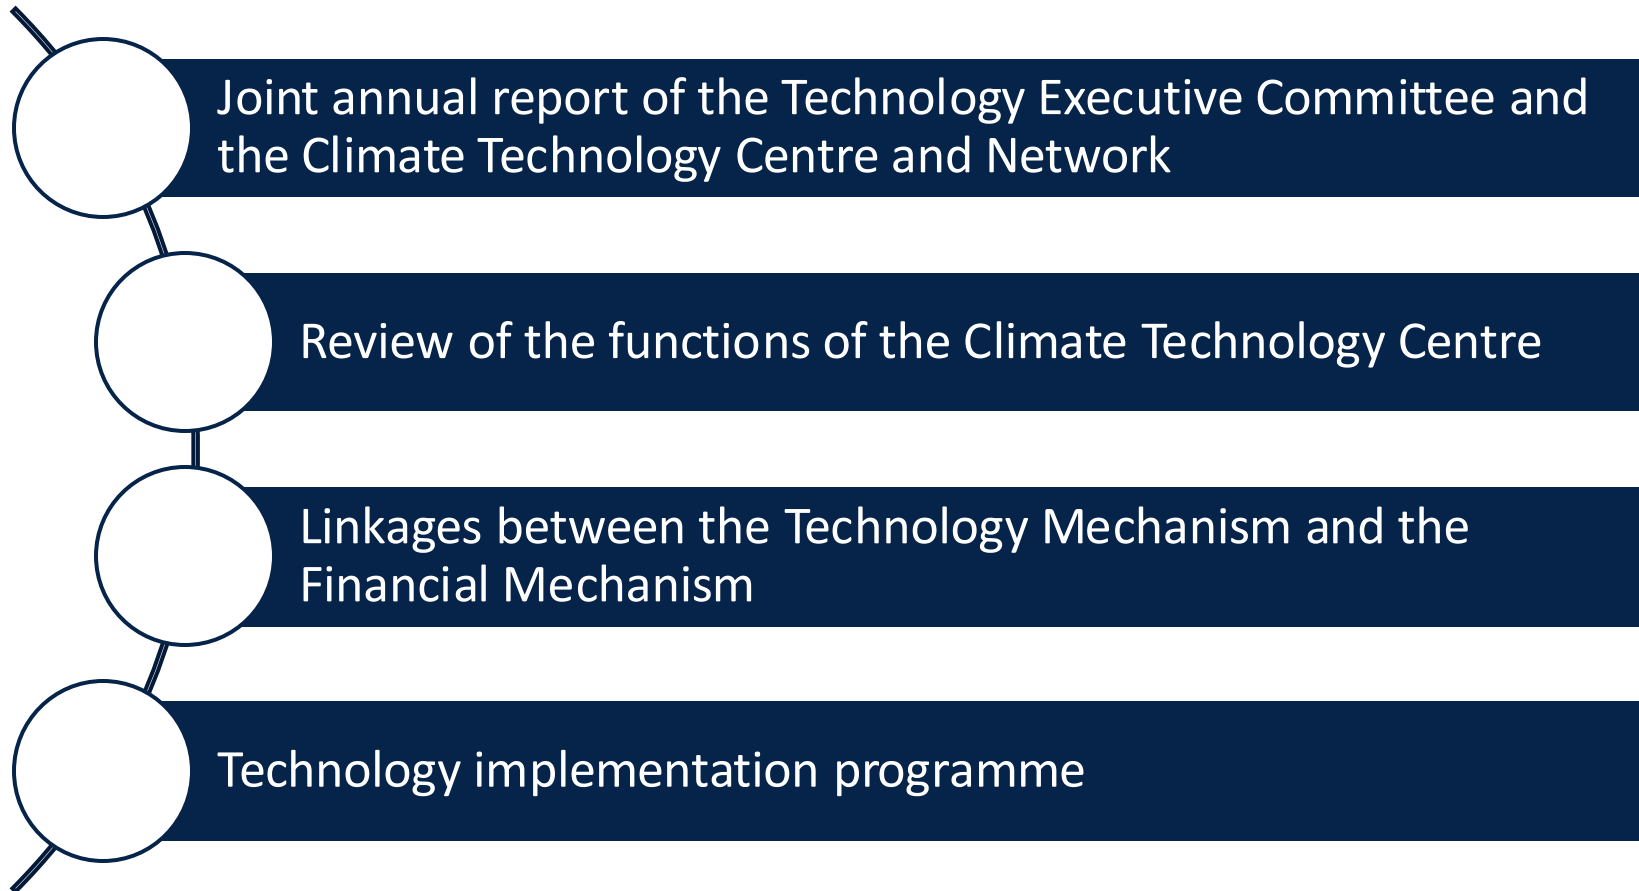 Joint annual report of the Technology Executive Committee and
the Climate Technology Centre and Network
Review of the functions of the Climate Technology Centre
Linkages between the Technology Mechanism and the
Financial Mechanism
Technology implementation programme